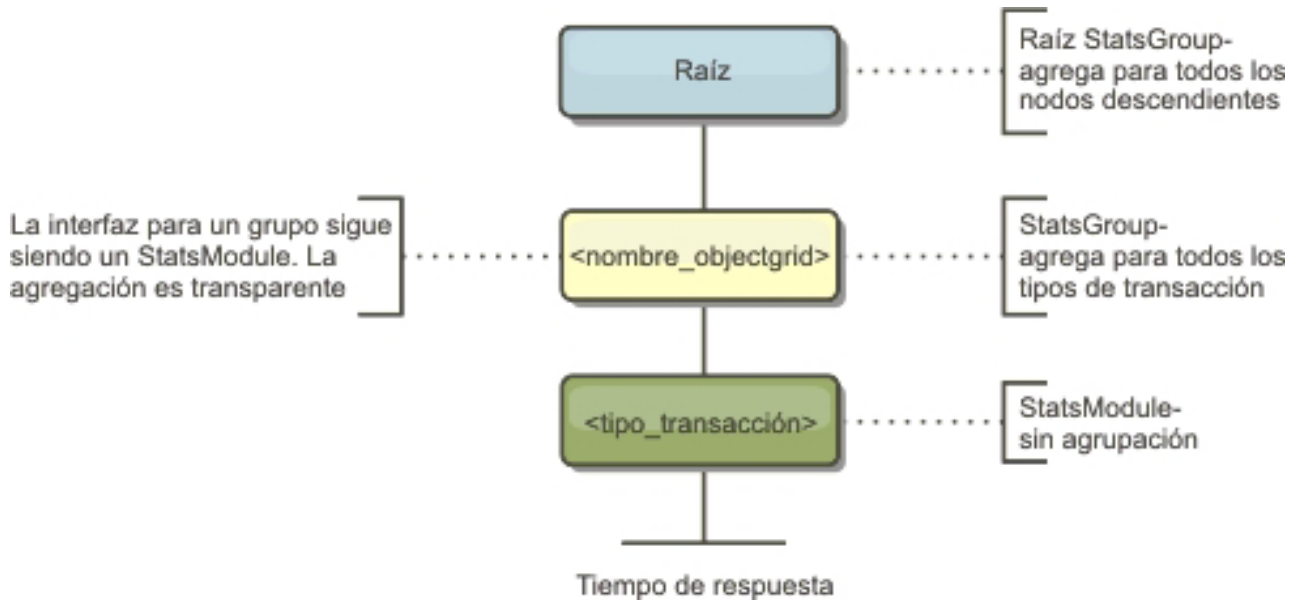 Raíz
Raíz StatsGroup-
agrega para todos los
nodos descendientes
La interfaz para un grupo sigue
siendo un StatsModule. La
agregación es transparente
<nombre_objectgrid>
StatsGroup-
agrega para todos los
tipos de transacción
<tipo_transacción>
StatsModule-
sin agrupación
Tiempo de respuesta